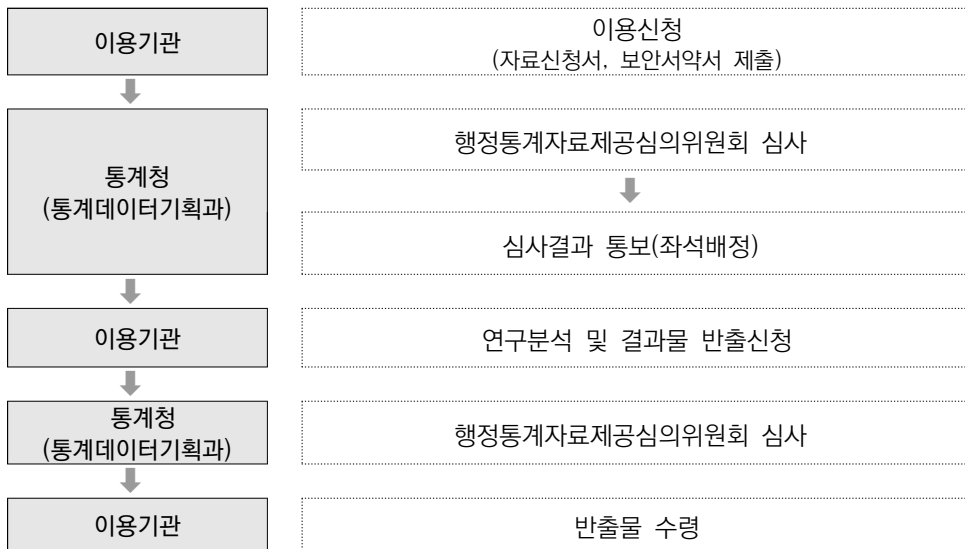 이용기관
이용신청
(자료신청서, 보안서약서 제출)
통계청
(통계데이터기획과)
행정통계자료제공심의위원회 심사
심사결과 통보(좌석배정)
이용기관
연구분석 및 결과물 반출신청
통계청
(통계데이터기획과)
행정통계자료제공심의위원회 심사
이용기관
반출물 수령